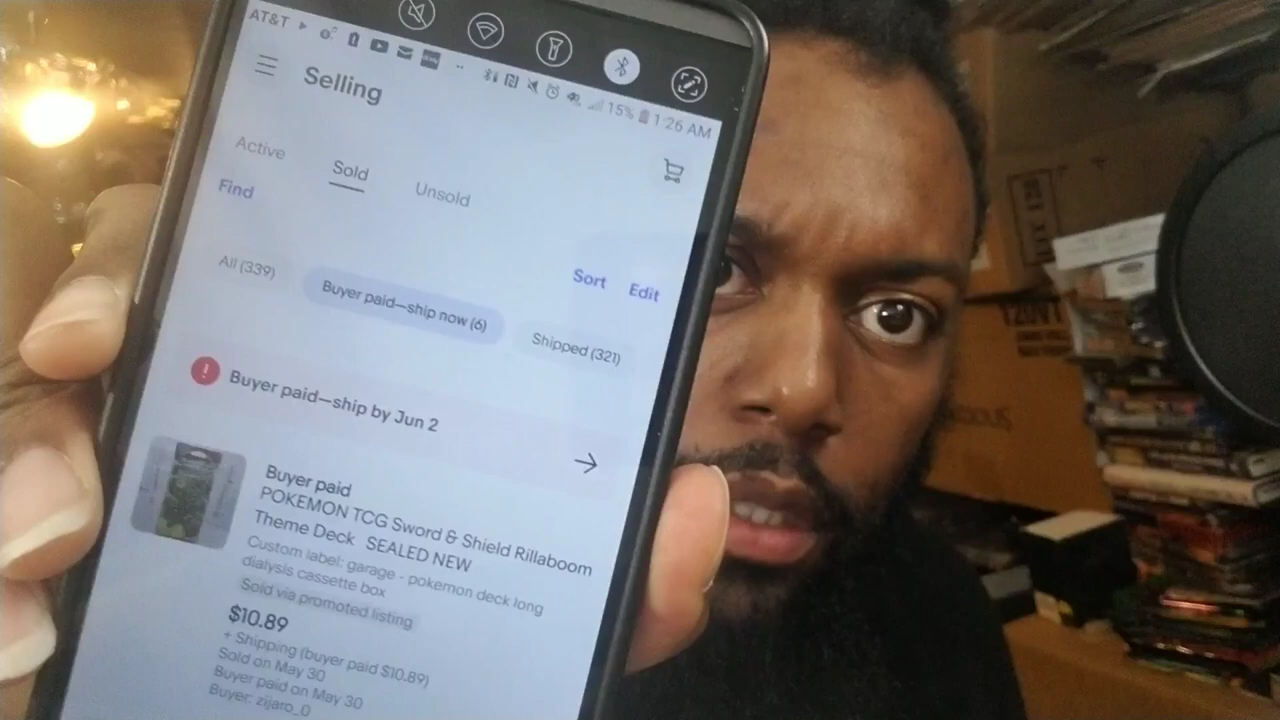 AT&T
15% 1:26 AM
Selling
Active Sold Unsold
Find
Sort Edit
All (339) Buyer paid—ship now (6) Shipped (321)
Buyer paid—ship by Jun 2
Buyer paid
POKEMON TCG Sword & Shield Rillaboom
Theme Deck SEALED NEW
Custom label: garage - pokemon deck long
dialysis cassette box
Sold via promoted listing
$10.89
+ Shipping (buyer paid $10.89)
Sold on May 30
Buyer paid on May 30
Buyer: zijaro_0